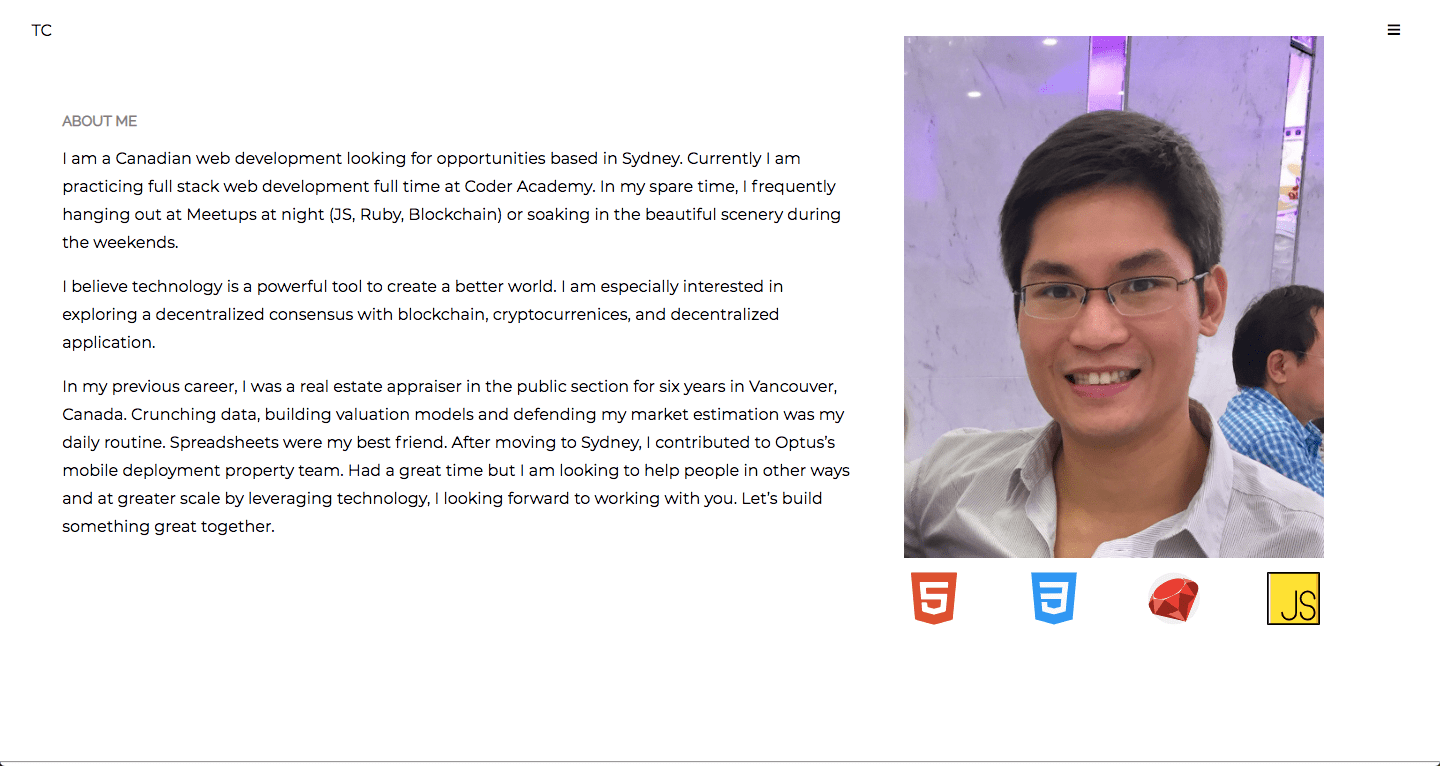 TC
ABOUT ME
I am a Canadian web development looking for opportunities based in Sydney. Currently I am
practicing full stack web development full time at Coder Academy. In my spare time, I frequently
hanging out at Meetups at night (JS, Ruby, Blockchain) or soaking in the beautiful scenery during
the weekends.
I believe technology is a powerful tool to create a better world. I am especially interested in
exploring a decentralized consensus with blockchain, cryptocurrenices, and decentralized
application.
In my previous career, I was a real estate appraiser in the public section for six years in Vancouver,
Canada. Crunching data, building valuation models and defending my market estimation was my
daily routine. Spreadsheets were my best friend. After moving to Sydney, I contributed to Optus’s
mobile deployment property team. Had a great time but I am looking to help people in other ways
and at greater scale by leveraging technology, I looking forward to working with you. Let’s build
something great together.
5
3
JS